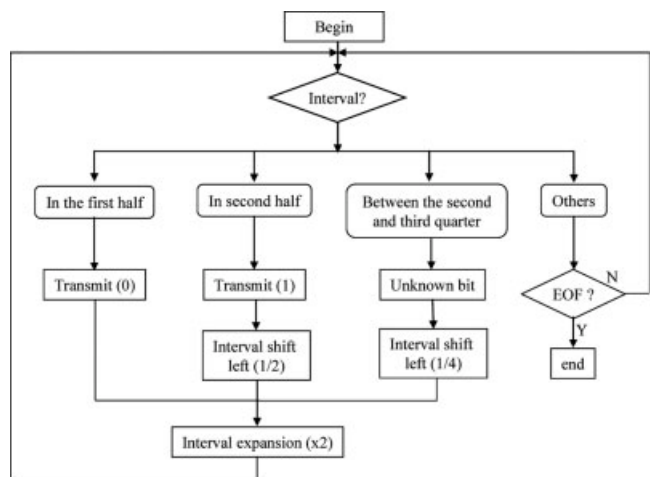 Begin
Interval?
In the first half
In second half
Between the second
and third quarter
Others
Transmit (0)
Transmit (1)
Unknown bit
N
EOF ?
Y
Interval shift
left (1/2)
Interval shift
left (1/4)
end
Interval expansion (x2)